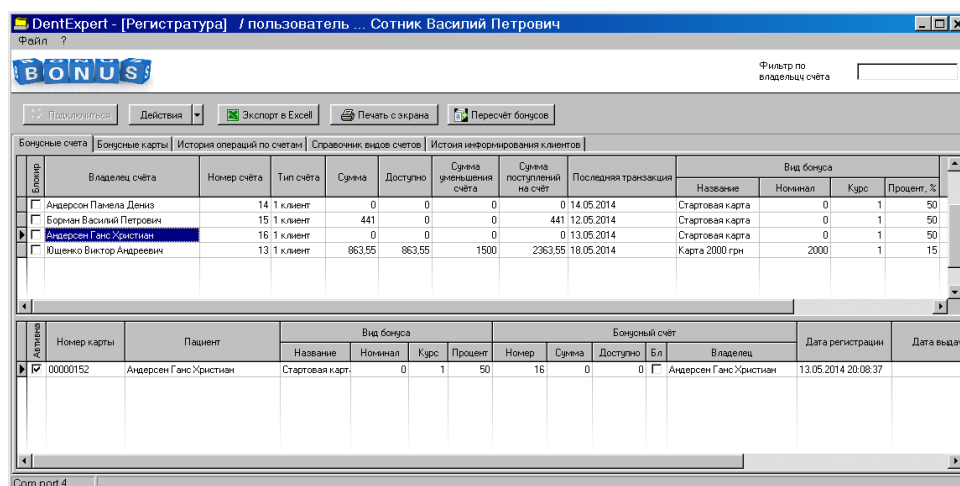 DentExpert - [Регистратура] / пользователь ... Сотник Василий Петрович
Файл ?
BONUS
Фильтр по владельцу счёта
Подключиться Действия Экспорт в Excell Печать с экрана Пересчёт бонусов
Бонусные счета Бонусные карты История операций по счетам Справочник видов счетов Истоия информирования клиентов
Блокир Владелец счёта Номер счёта Тип счёта Сумма Доступно Сумма уменьшения счёта Сумма поступлений на счёт Последняя транзакция Вид бонуса
Название Номинал Курс Процент, %
Андерсон Памела Дениз 14 1 клиент 0 0 0 0 14.05.2014 Стартовая карта 0 1 50
Борман Василий Петрович 15 1 клиент 441 0 0 441 12.05.2014 Стартовая карта 0 1 50
Андерсен Ганс Христиан 16 1 клиент 0 0 0 0 13.05.2014 Стартовая карта 0 1 50
Ющенко Виктор Андреевич 13 1 клиент 863,55 863,55 1500 2363,55 18.05.2014 Карта 2000 грн 2000 1 15
Активна Номер карты Пациент Вид бонуса Бонусный счёт Дата регистрации Дата выдач
Название Номинал Курс Процент Номер Сумма Доступно Бл Владелец
00000152 Андерсен Ганс Христиан Стартовая карт 0 1 50 16 0 0 Андерсен Ганс Христиан 13.05.2014 20:08:37
Com port 4